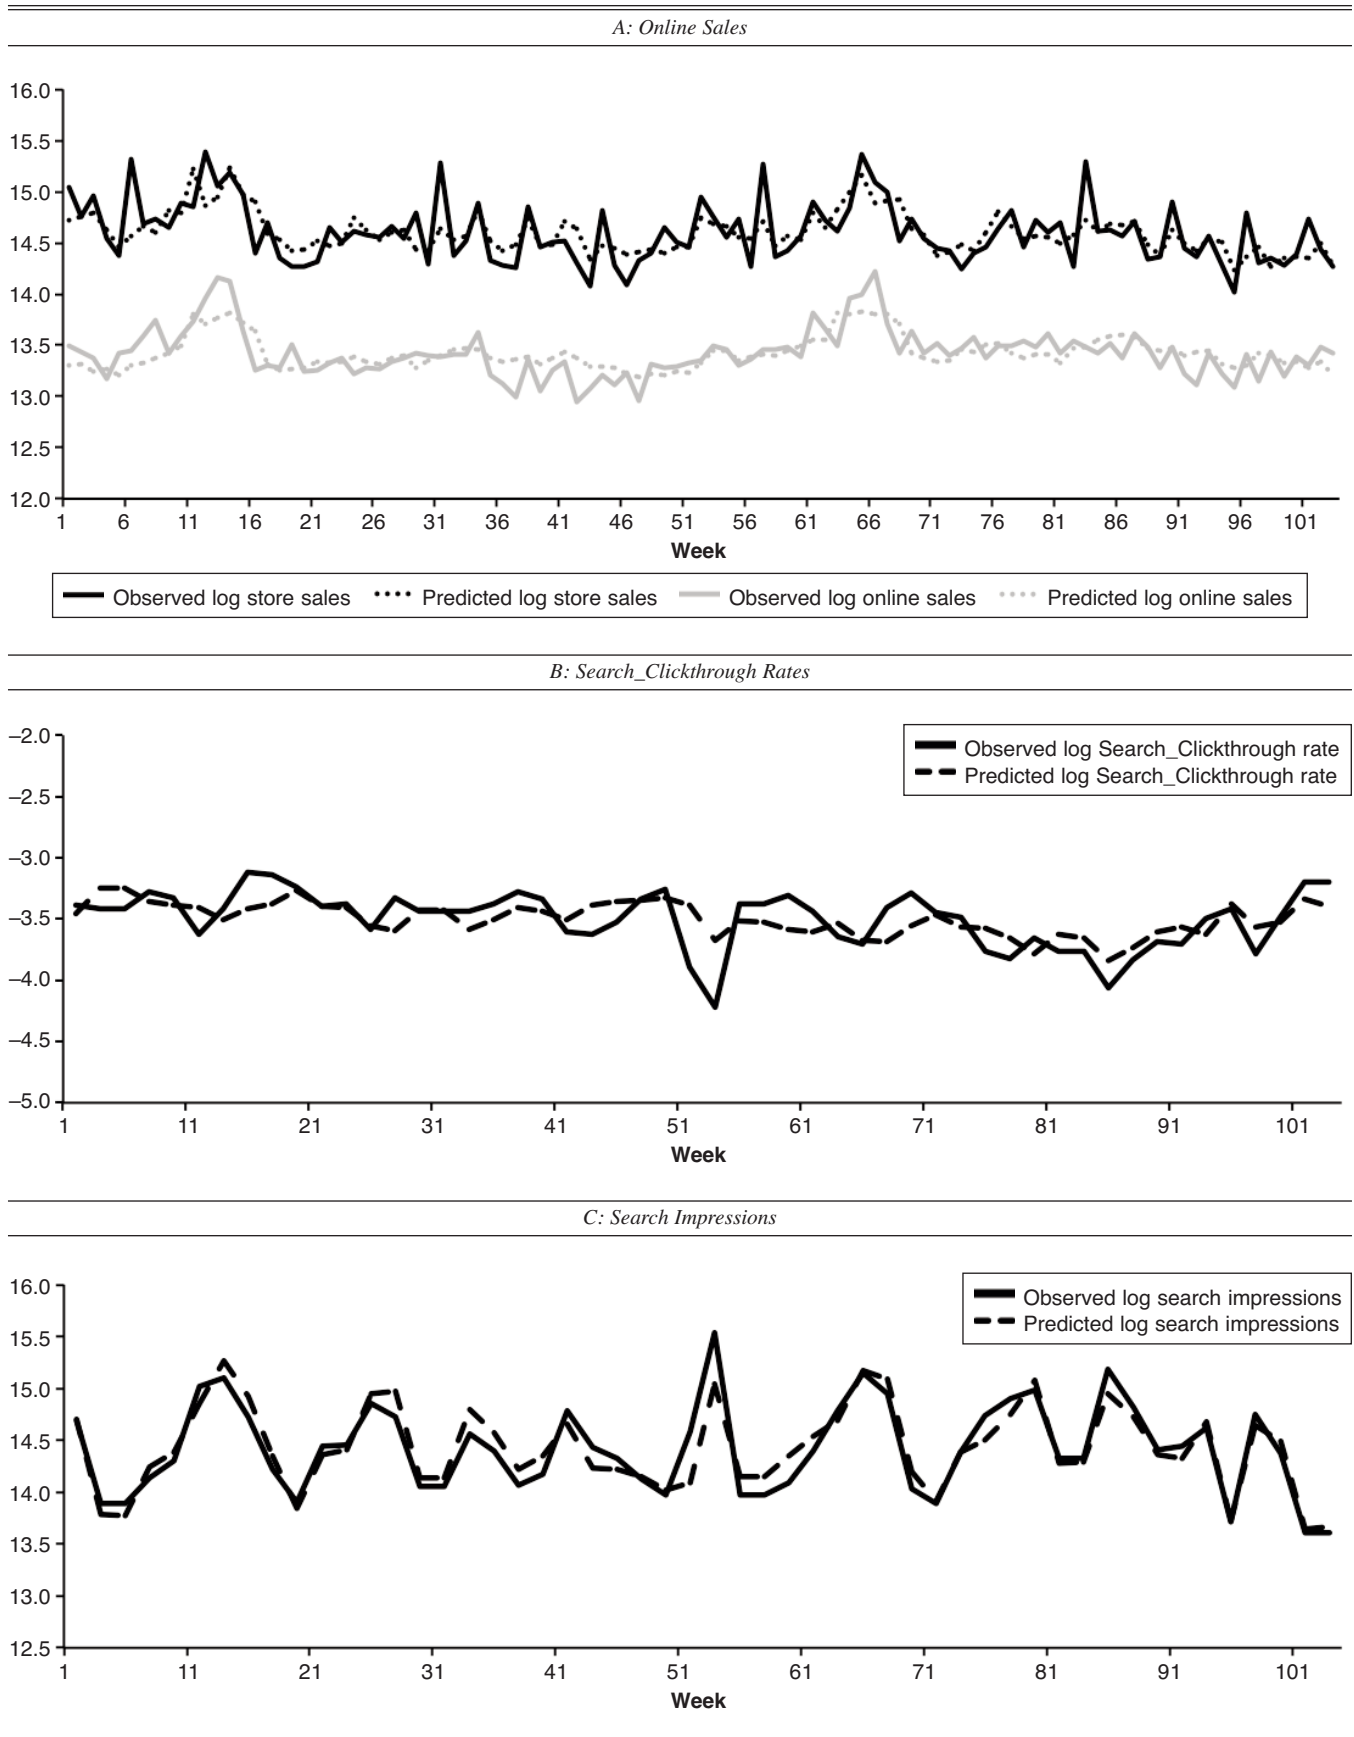 A: Online Sales
16.0
15.5
15.0
14.5
14.0
13.5
13.0
12.5
12.0
1 6 11 16 21 26 31 36 41 46 51 56 61 66 71 76 81 86 91 96 101
Week
Observed log store sales Predicted log store sales Observed log online sales Predicted log online sales
B: Search_Clickthrough Rates
–2.0
–2.5
–3.0
–3.5
–4.0
–4.5
–5.0
Observed log Search_Clickthrough rate
Predicted log Search_Clickthrough rate
1 11 21 31 41 51 61 71 81 91 101
Week
C: Search Impressions
16.0
15.5
15.0
14.5
14.0
13.5
13.0
12.5
Observed log search impressions
Predicted log search impressions
1 11 21 31 41 51 61 71 81 91 101
Week